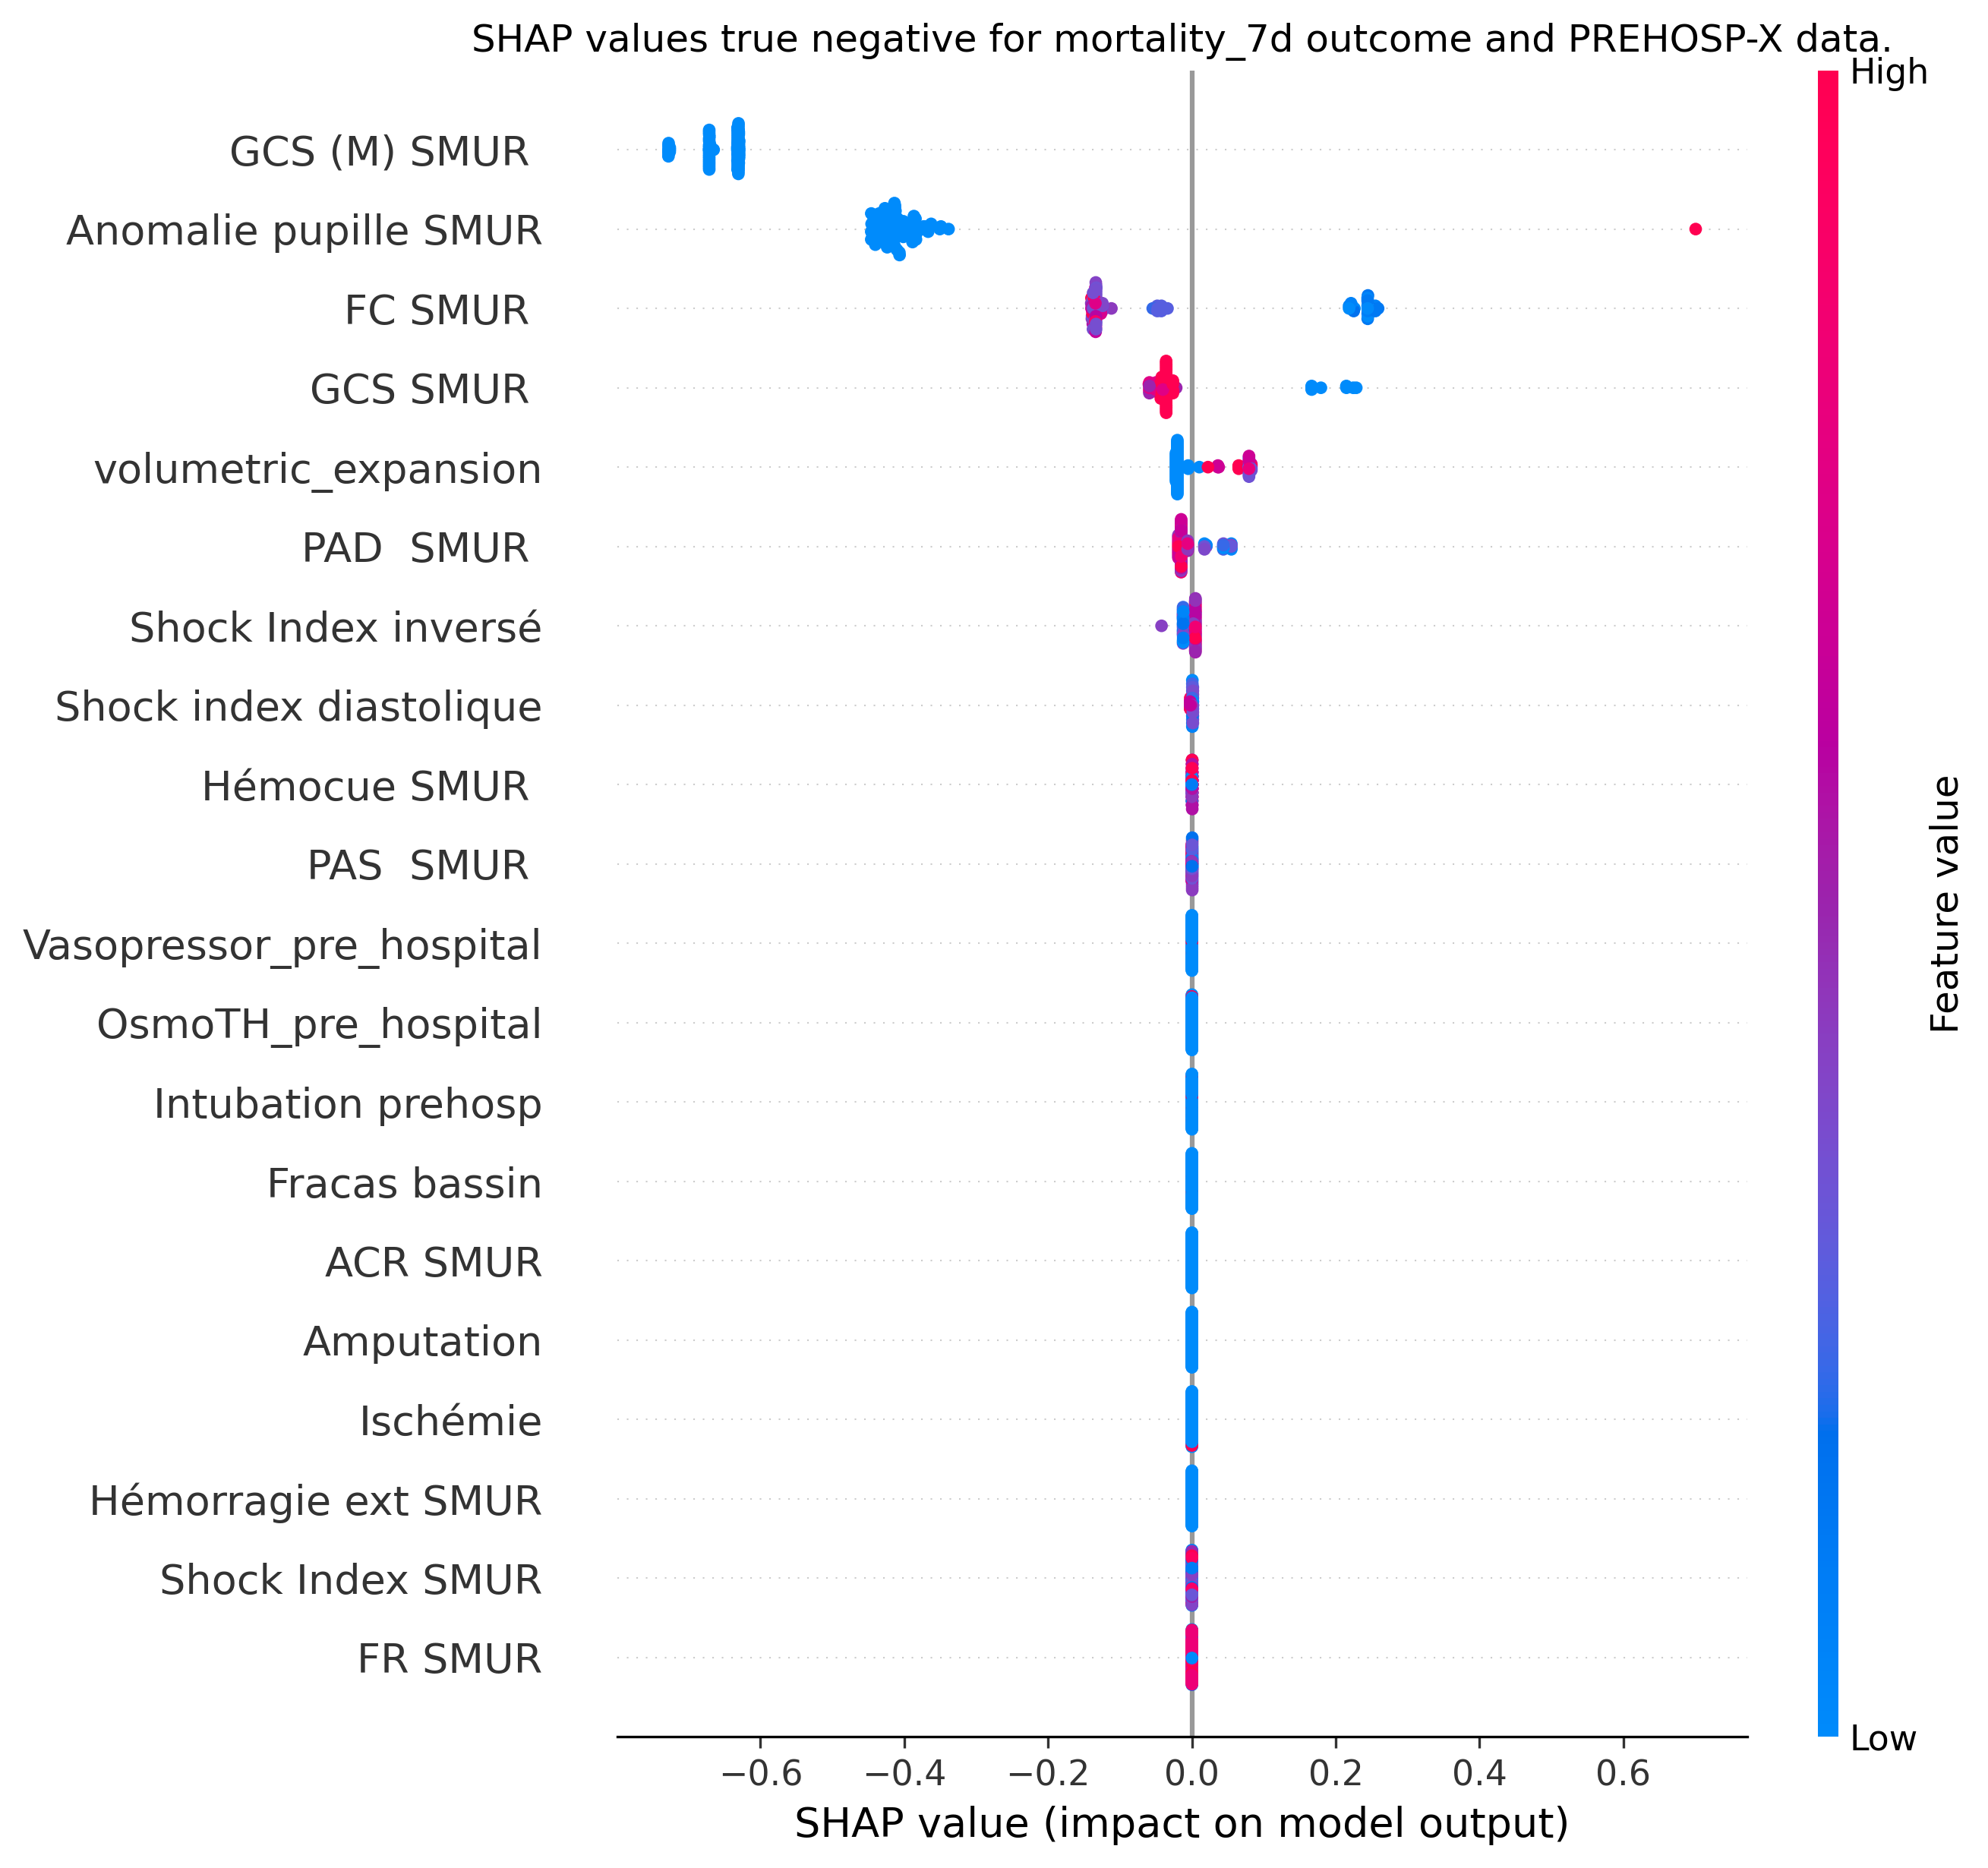 SHAP values true negative for mortality_7d outcome and PREHOSP-X data.
High
GCS (M) SMUR
Anomalie pupille SMUR
FC SMUR
GCS SMUR
volumetric_expansion
PAD  SMUR
Shock Index inversé
Shock index diastolique
Hémocue SMUR
PAS  SMUR
Vasopressor_pre_hospital
OsmoTH_pre_hospital
Intubation prehosp
Fracas bassin
ACR SMUR
Amputation
Ischémie
Hémorragie ext SMUR
Shock Index SMUR
FR SMUR
Feature value
Low
−0.6 −0.4 −0.2 0.0 0.2 0.4 0.6
SHAP value (impact on model output)